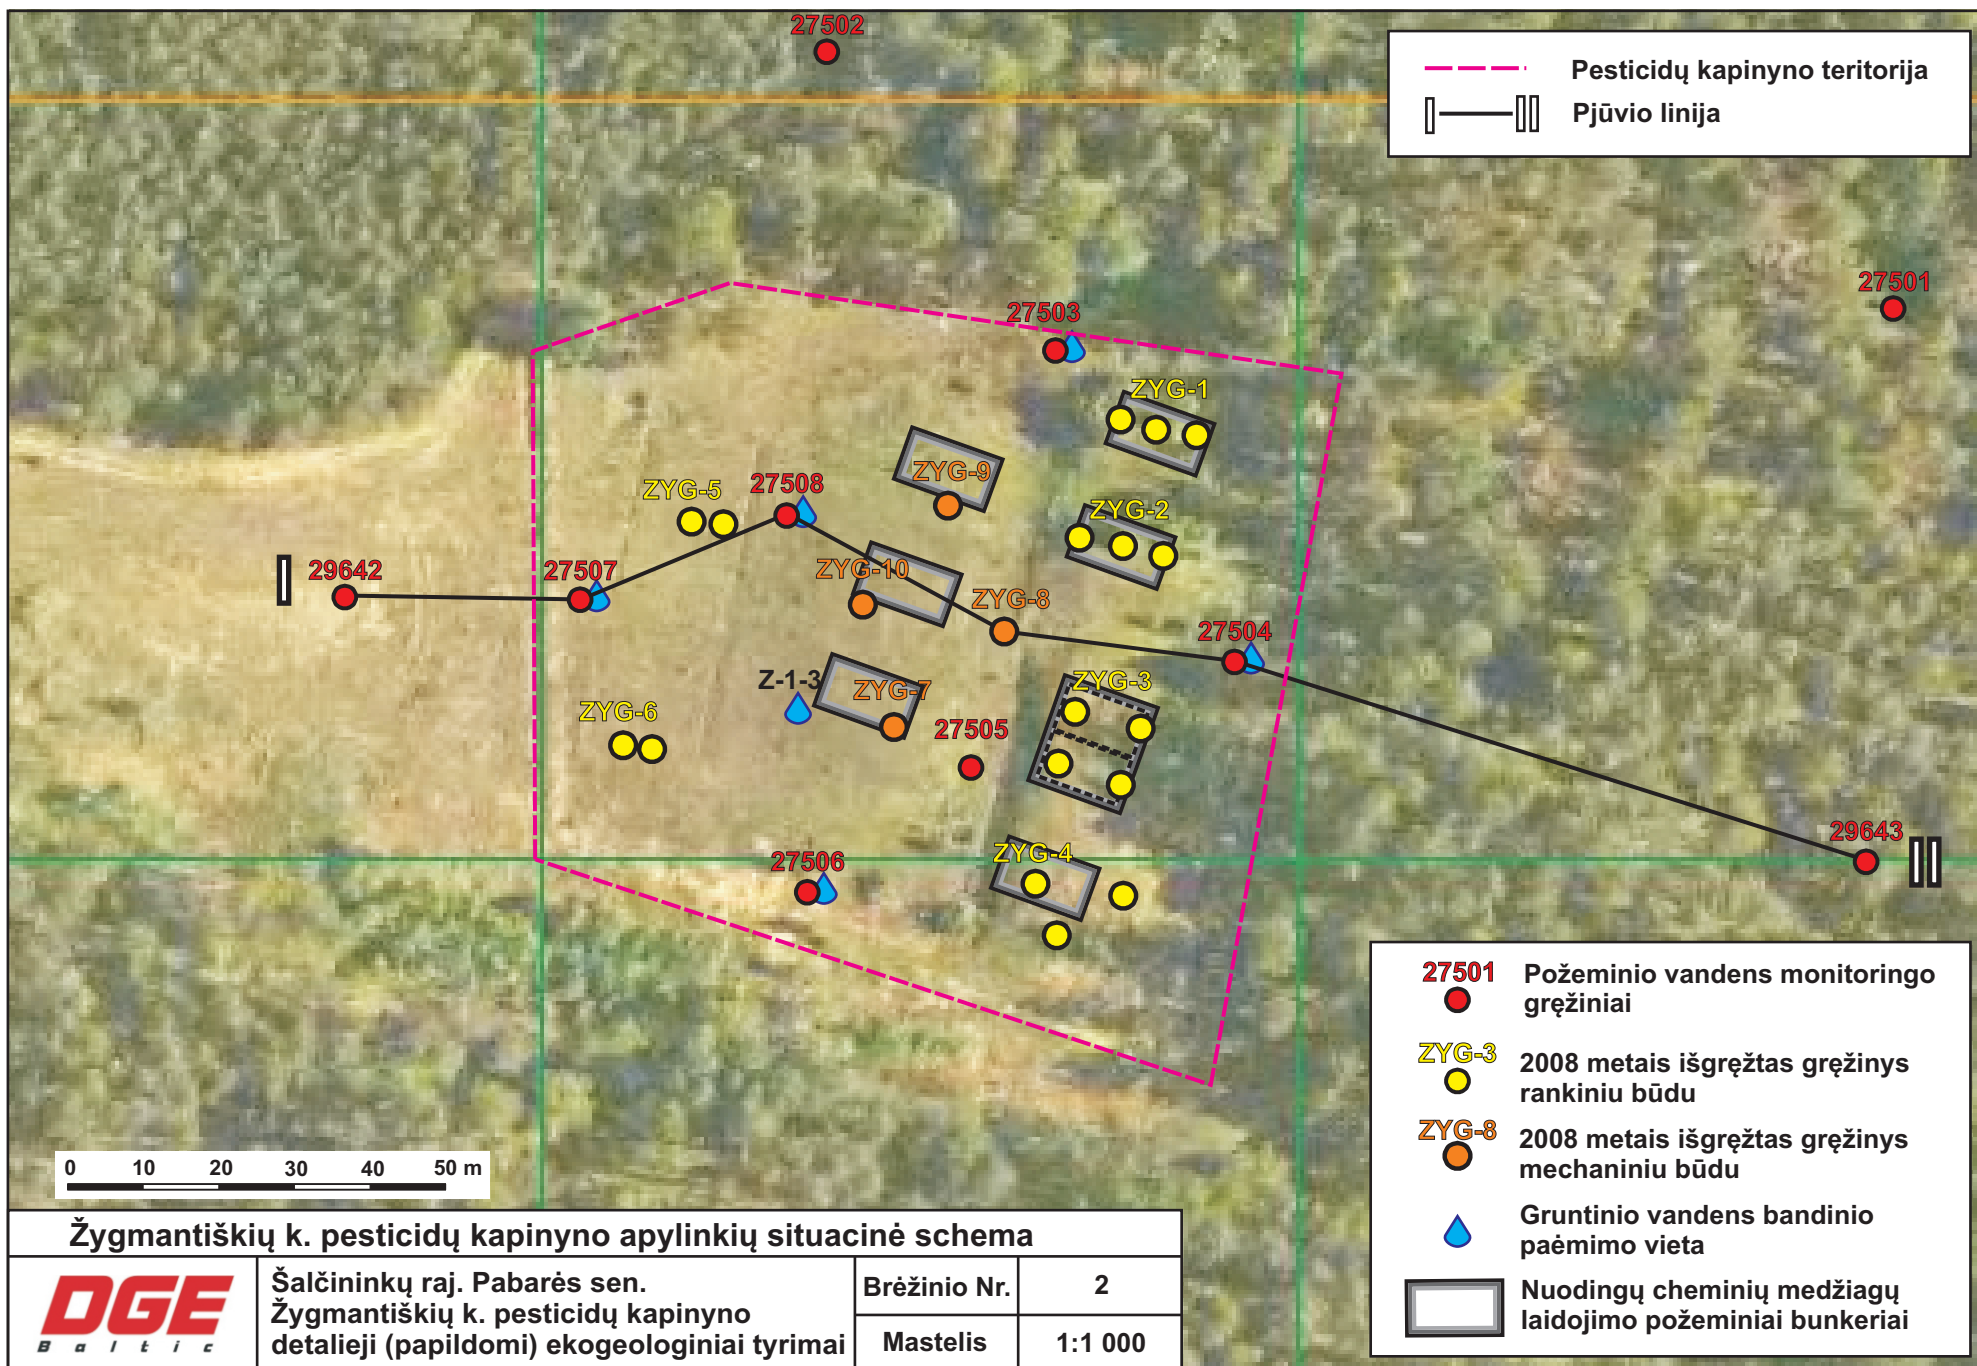 27502
Pesticidų kapinyno teritorija
Pjūvio linija
27501
27503
ZYG-1
ZYG-9
ZYG-5
27508
ZYG-2
29642
27507
ZYG-10
ZYG-8
27504
Z-1-3
ZYG-7
ZYG-3
ZYG-6
27505
29643
ZYG-4
27506
27501
Požeminio vandens monitoringo
gręžiniai
ZYG-3
2008 metais išgręžtas gręžinys
rankiniu būdu
ZYG-8
2008 metais išgręžtas gręžinys
mechaniniu būdu
Gruntinio vandens bandinio
paėmimo vieta
Nuodingų cheminių medžiagų
laidojimo požeminiai bunkeriai
0 10 20 30 40 50 m
Žygmantiškių k. pesticidų kapinyno apylinkių situacinė schema
DGE
Baltic
Šalčininkų raj. Pabarės sen.
Žygmantiškių k. pesticidų kapinyno
detalieji (papildomi) ekogeologiniai tyrimai
Brėžinio Nr. 2
Mastelis 1:1 000